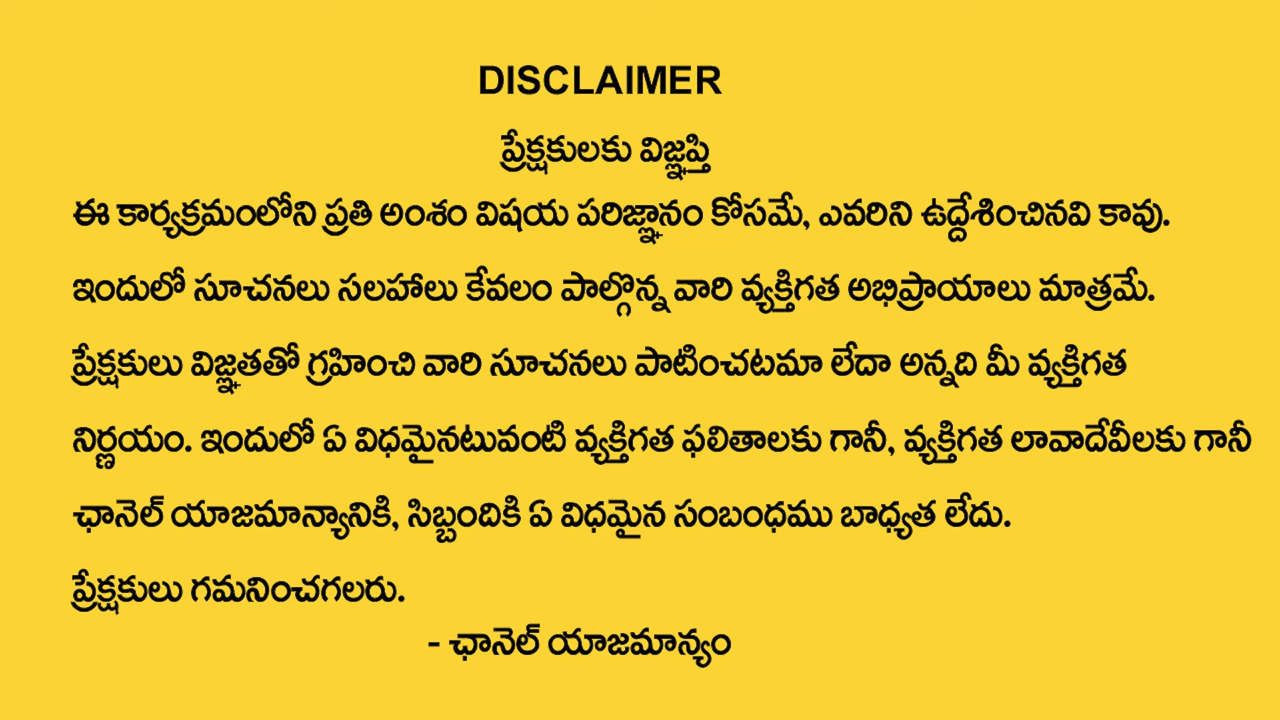 DISCLAIMER
ప్రేక్షకులకు విజ్ఞప్తి
ఈ కార్యక్రమంలోని ప్రతి అంశం విషయ పరిజ్ఞానం కోసమే, ఎవరిని ఉద్దేశించినవి కావు.
ఇందులో సూచనలు సలహాలు కేవలం పాల్గొన్న వారి వ్యక్తిగత అభిప్రాయాలు మాత్రమే.
ప్రేక్షకులు విజ్ఞతతో గ్రహించి వారి సూచనలు పాటించటమా లేదా అన్నది మీ వ్యక్తిగత
నిర్ణయం. ఇందులో ఏ విధమైనటువంటి వ్యక్తిగత ఫలితాలకు గానీ, వ్యక్తిగత లావాదేవీలకు గానీ
ఛానెల్ యాజమాన్యానికి, సిబ్బందికి ఏ విధమైన సంబంధము బాధ్యత లేదు.
ప్రేక్షకులు గమనించగలరు.
- ఛానెల్ యాజమాన్యం